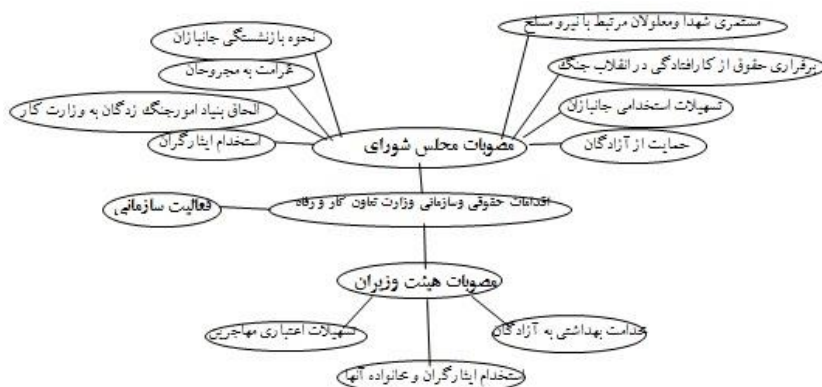 مستمری شهدا ومعلولان مرتبط با نیرو مسلح
نحوه بازنشستگی جانبازان
برقراری حقوق از کارافتادگی در انقلاب جنگ
غرامت به مجروحان
تسهیلات استخدامی جانبازان
الحاق بنیاد امورجنگ زدگان به وزارت کار
حمایت از آزادگان
استخدام ایثارگران
مصوبات مجلس شورای
اقدامات حقوقی وسازمانی وزارت تعاون کار و رفاه
فعالیت سازمانی
مصوبات هیئت وزیران
خدامت بهداشتی به آزادگان
تسهیلات اعتباری مهاجرین
استخدام ایثارگران و خانواده آنها